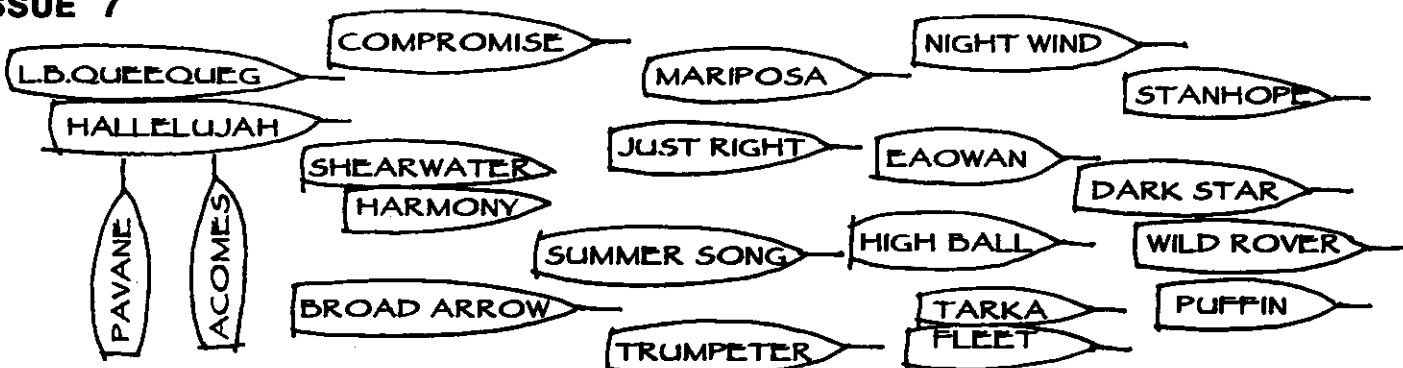 SSUE 7
COMPROMISE
NIGHT WIND
L.B.QUEEQUEG
MARIPOSA
STANHOPE
HALLELUJAH
JUST RIGHT
EAOWAN
SHEARWATER
DARK STAR
HARMONY
PAVANE
ACOMES
SUMMER SONG
HIGH BALL
WILD ROVER
BROAD ARROW
TARKA
PUFFIN
TRUMPETER
FLEET